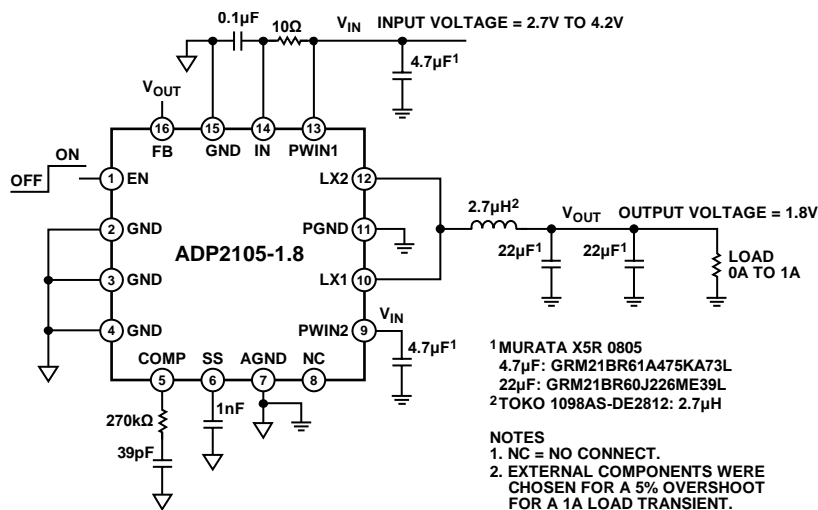 0.1µF
10Ω
VIN
INPUT VOLTAGE = 2.7V TO 4.2V
4.7µF1
VOUT
16
15
14
13
FB
GND
IN
PWIN1
ON
OFF
1
EN
LX2
12
2
GND
PGND
11
ADP2105-1.8
3
GND
LX1
10
4
GND
PWIN2
9
VIN
4.7µF1
COMP
SS
AGND
NC
5
6
7
8
270kΩ
39pF
1nF
2.7µH2
VOUT
OUTPUT VOLTAGE = 1.8V
22µF1
22µF1
LOAD
0A TO 1A
1MURATA X5R 0805
4.7µF: GRM21BR61A475KA73L
22µF: GRM21BR60J226ME39L
2TOKO 1098AS-DE2812: 2.7µH
NOTES
1. NC = NO CONNECT.
2. EXTERNAL COMPONENTS WERE
CHOSEN FOR A 5% OVERSHOOT
FOR A 1A LOAD TRANSIENT.